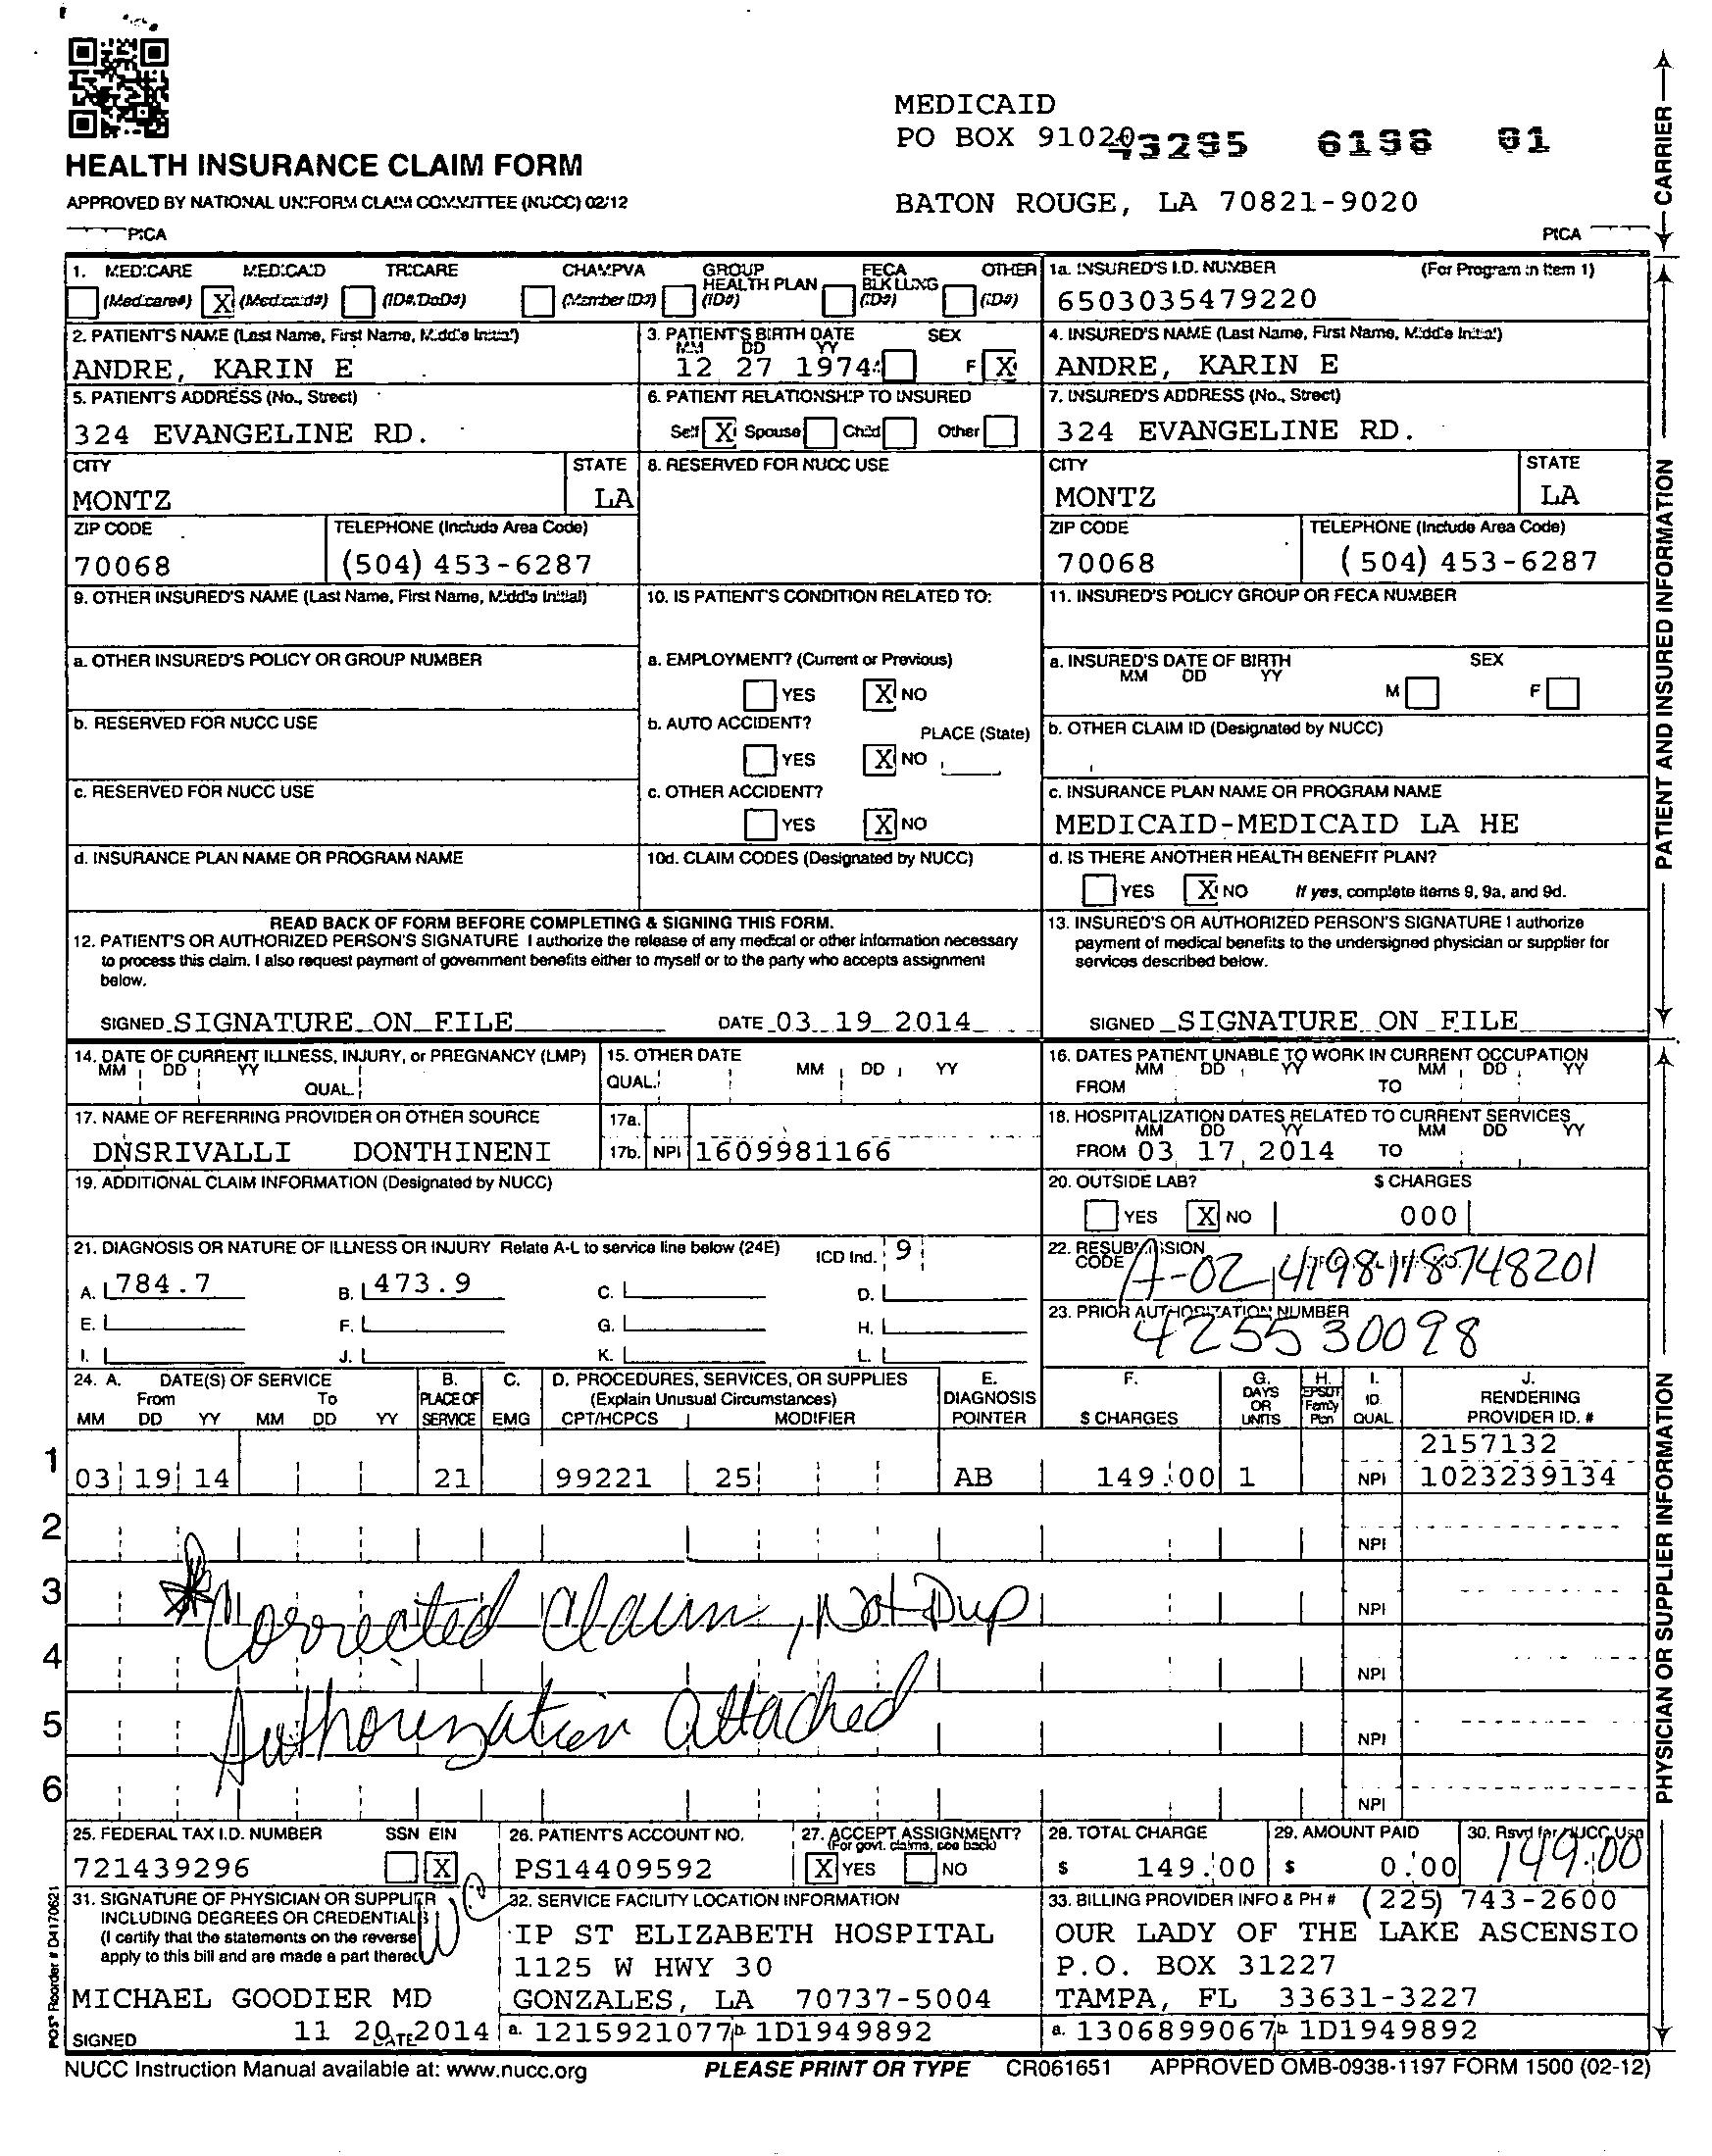 MEDICAID
PO BOX 91020
3295 6198 01
HEALTH INSURANCE CLAIM FORM
APPROVED BY NATIONAL UNIFORM CLAIM COMMITTEE (NUCC) 02/12
BATON ROUGE, LA 70821-9020
PICA PICA
CARRIER
1. MEDICARE MEDICAID TRICARE CHAMPVA GROUP HEALTH PLAN FECA BLK LUNG OTHER
(Medicare#) X (Medicaid#) (ID#/DoD#) (Member ID#) (ID#) (ID#) (ID#)
1a. INSURED'S I.D. NUMBER (For Program in Item 1)
6503035479220
2. PATIENT'S NAME (Last Name, First Name, Middle Initial)
ANDRE, KARIN E
3. PATIENT'S BIRTH DATE SEX
MM DD YY
12 27 1974 F X
4. INSURED'S NAME (Last Name, First Name, Middle Initial)
ANDRE, KARIN E
5. PATIENT'S ADDRESS (No., Street)
324 EVANGELINE RD.
6. PATIENT RELATIONSHIP TO INSURED
Self X Spouse Child Other
7. INSURED'S ADDRESS (No., Street)
324 EVANGELINE RD.
CITY STATE
MONTZ LA
8. RESERVED FOR NUCC USE
CITY STATE
MONTZ LA
ZIP CODE TELEPHONE (Include Area Code)
70068 (504) 453-6287
ZIP CODE TELEPHONE (Include Area Code)
70068 (504) 453-6287
9. OTHER INSURED'S NAME (Last Name, First Name, Middle Initial)
10. IS PATIENT'S CONDITION RELATED TO:
11. INSURED'S POLICY GROUP OR FECA NUMBER
a. OTHER INSURED'S POLICY OR GROUP NUMBER
a. EMPLOYMENT? (Current or Previous)
YES X NO
a. INSURED'S DATE OF BIRTH SEX
MM DD YY
M F
b. RESERVED FOR NUCC USE
b. AUTO ACCIDENT? PLACE (State)
YES X NO
b. OTHER CLAIM ID (Designated by NUCC)
c. RESERVED FOR NUCC USE
c. OTHER ACCIDENT?
YES X NO
c. INSURANCE PLAN NAME OR PROGRAM NAME
MEDICAID-MEDICAID LA HE
d. INSURANCE PLAN NAME OR PROGRAM NAME
10d. CLAIM CODES (Designated by NUCC)
d. IS THERE ANOTHER HEALTH BENEFIT PLAN?
YES X NO If yes, complete items 9, 9a, and 9d.
PATIENT AND INSURED INFORMATION
READ BACK OF FORM BEFORE COMPLETING & SIGNING THIS FORM.
12. PATIENT'S OR AUTHORIZED PERSON'S SIGNATURE I authorize the release of any medical or other information necessary
to process this claim. I also request payment of government benefits either to myself or to the party who accepts assignment
below.
SIGNED SIGNATURE ON FILE DATE 03 19 2014
13. INSURED'S OR AUTHORIZED PERSON'S SIGNATURE I authorize
payment of medical benefits to the undersigned physician or supplier for
services described below.
SIGNED SIGNATURE ON FILE
14. DATE OF CURRENT ILLNESS, INJURY, or PREGNANCY (LMP)
MM DD YY
QUAL.
15. OTHER DATE
QUAL. MM DD YY
16. DATES PATIENT UNABLE TO WORK IN CURRENT OCCUPATION
MM DD YY MM DD YY
FROM TO
17. NAME OF REFERRING PROVIDER OR OTHER SOURCE
DNSRIVALLI DONTHINENI
17a.
17b. NPI 1609981166
18. HOSPITALIZATION DATES RELATED TO CURRENT SERVICES
MM DD YY MM DD YY
FROM 03 17 2014 TO
19. ADDITIONAL CLAIM INFORMATION (Designated by NUCC)
20. OUTSIDE LAB? $ CHARGES
YES X NO 000
21. DIAGNOSIS OR NATURE OF ILLNESS OR INJURY Relate A-L to service line below (24E) ICD Ind. 9
A. 784.7 B. 473.9 C. D.
E. F. G. H.
I. J. K. L.
22. RESUBMISSION
CODE A-02 4198118748201
23. PRIOR AUTHORIZATION NUMBER
425530098
24. A. DATE(S) OF SERVICE B. C. D. PROCEDURES, SERVICES, OR SUPPLIES E. F. G. H. I. J.
From To PLACE OF (Explain Unusual Circumstances) DIAGNOSIS DAYS OR EPSDT Family ID. RENDERING
MM DD YY MM DD YY SERVICE EMG CPT/HCPCS MODIFIER POINTER $ CHARGES UNITS Plan QUAL. PROVIDER ID. #
2157132
1 03 19 14 21 99221 25 AB 149.00 1 NPI 1023239134
2 NPI
3 NPI
*Corrected Claim, Not Dup
4 NPI
Authorization Attached
5 NPI
6 NPI
PHYSICIAN OR SUPPLIER INFORMATION
25. FEDERAL TAX I.D. NUMBER SSN EIN
721439296 X
26. PATIENT'S ACCOUNT NO.
PS14409592
27. ACCEPT ASSIGNMENT?
(For govt. claims, see back)
X YES NO
28. TOTAL CHARGE
$ 149.00
29. AMOUNT PAID
$ 0.00
30. Rsvd for NUCC Use
149.00
31. SIGNATURE OF PHYSICIAN OR SUPPLIER
INCLUDING DEGREES OR CREDENTIALS
(I certify that the statements on the reverse
apply to this bill and are made a part thereof.)
MICHAEL GOODIER MD
SIGNED 11 20 2014 DATE
32. SERVICE FACILITY LOCATION INFORMATION
IP ST ELIZABETH HOSPITAL
1125 W HWY 30
GONZALES, LA 70737-5004
a. 1215921077 b. 1D1949892
33. BILLING PROVIDER INFO & PH # (225) 743-2600
OUR LADY OF THE LAKE ASCENSIO
P.O. BOX 31227
TAMPA, FL 33631-3227
a. 1306899067 b. 1D1949892
POS* Reorder # D4170621
NUCC Instruction Manual available at: www.nucc.org PLEASE PRINT OR TYPE CR061651 APPROVED OMB-0938-1197 FORM 1500 (02-12)